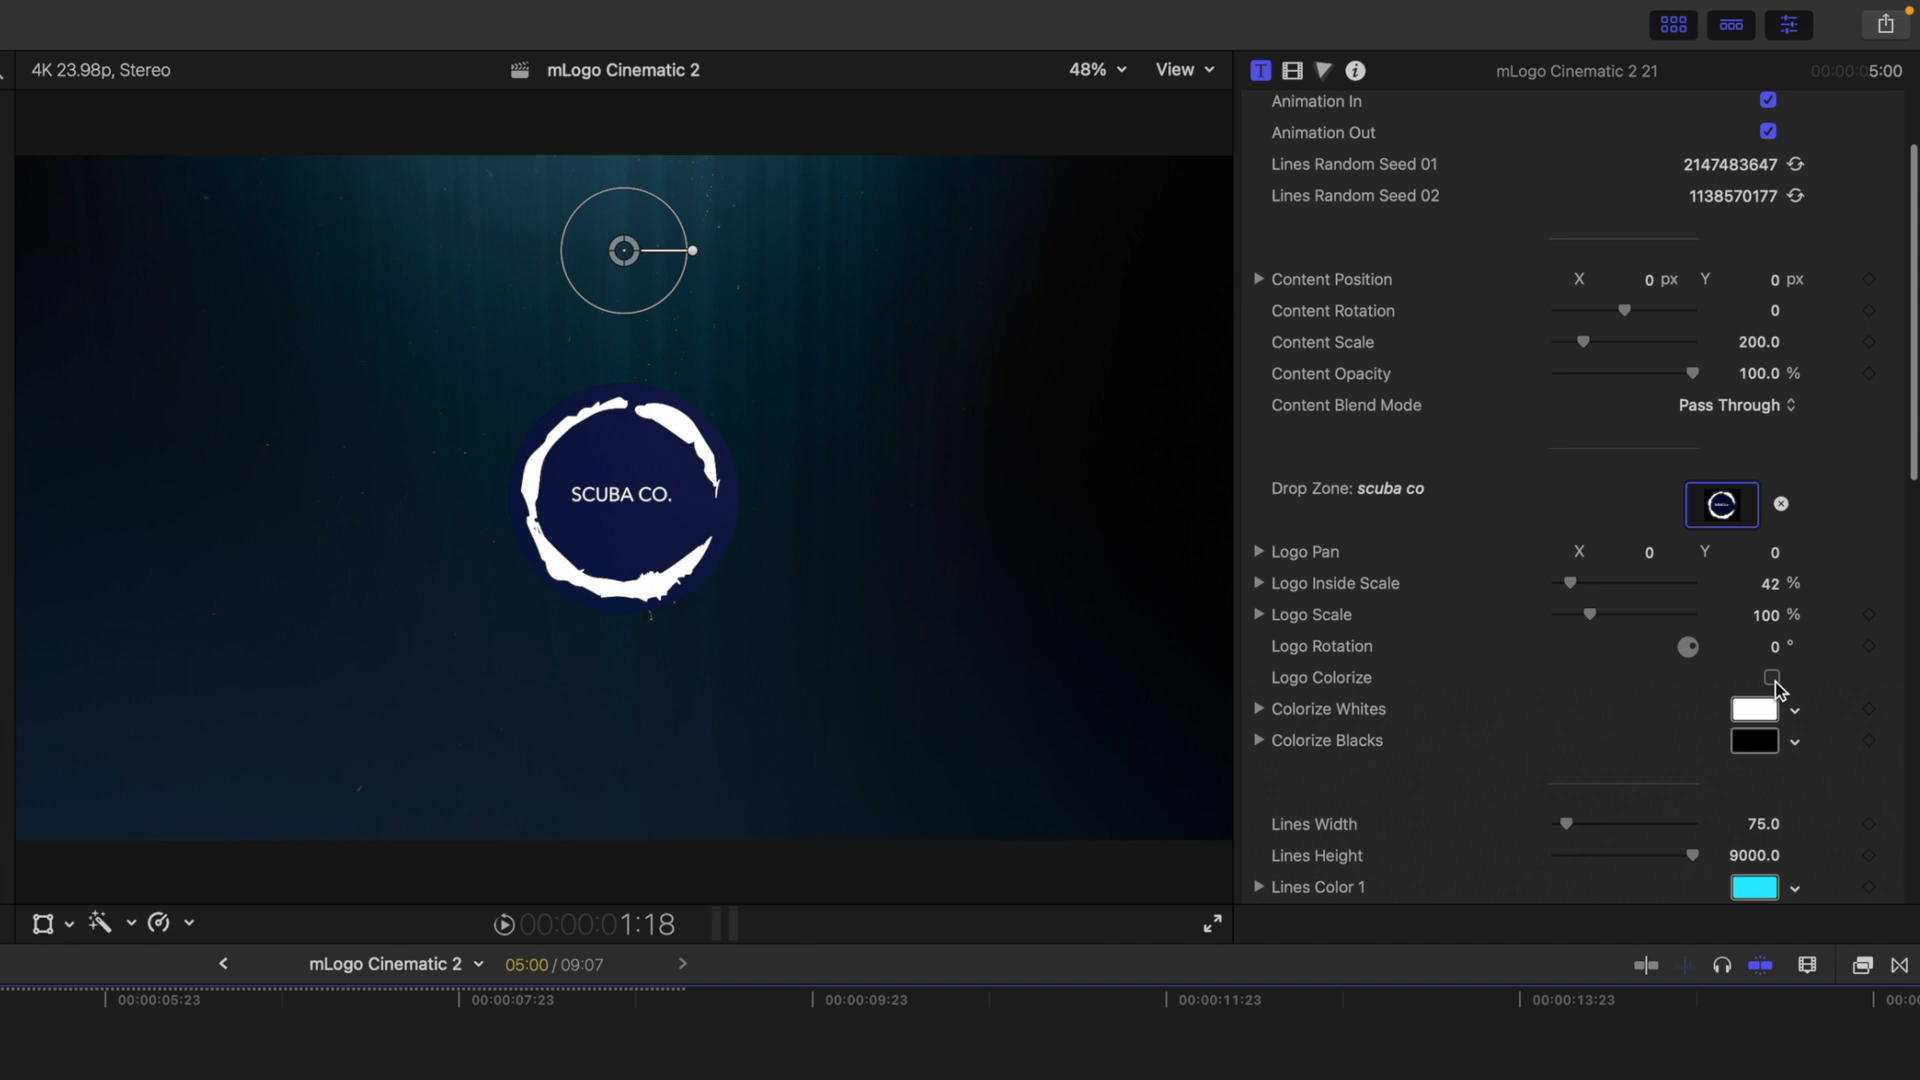 4K 23.98p, Stereo
mLogo Cinematic 2
48%
View
T
mLogo Cinematic 2 21
00:00:05:00
Animation In
Animation Out
Lines Random Seed 01 2147483647
Lines Random Seed 02 1138570177
Content Position X 0 px Y 0 px
Content Rotation 0
Content Scale 200.0
Content Opacity 100.0 %
Content Blend Mode Pass Through
Drop Zone: scuba co
Logo Pan X 0 Y 0
Logo Inside Scale 42 %
Logo Scale 100 %
Logo Rotation 0 °
Logo Colorize
Colorize Whites
Colorize Blacks
Lines Width 75.0
Lines Height 9000.0
Lines Color 1
SCUBA CO.
00:00:01:18
mLogo Cinematic 2
05:00 / 09:07
00:00:05:23
00:00:07:23
00:00:09:23
00:00:11:23
00:00:13:23
00:00